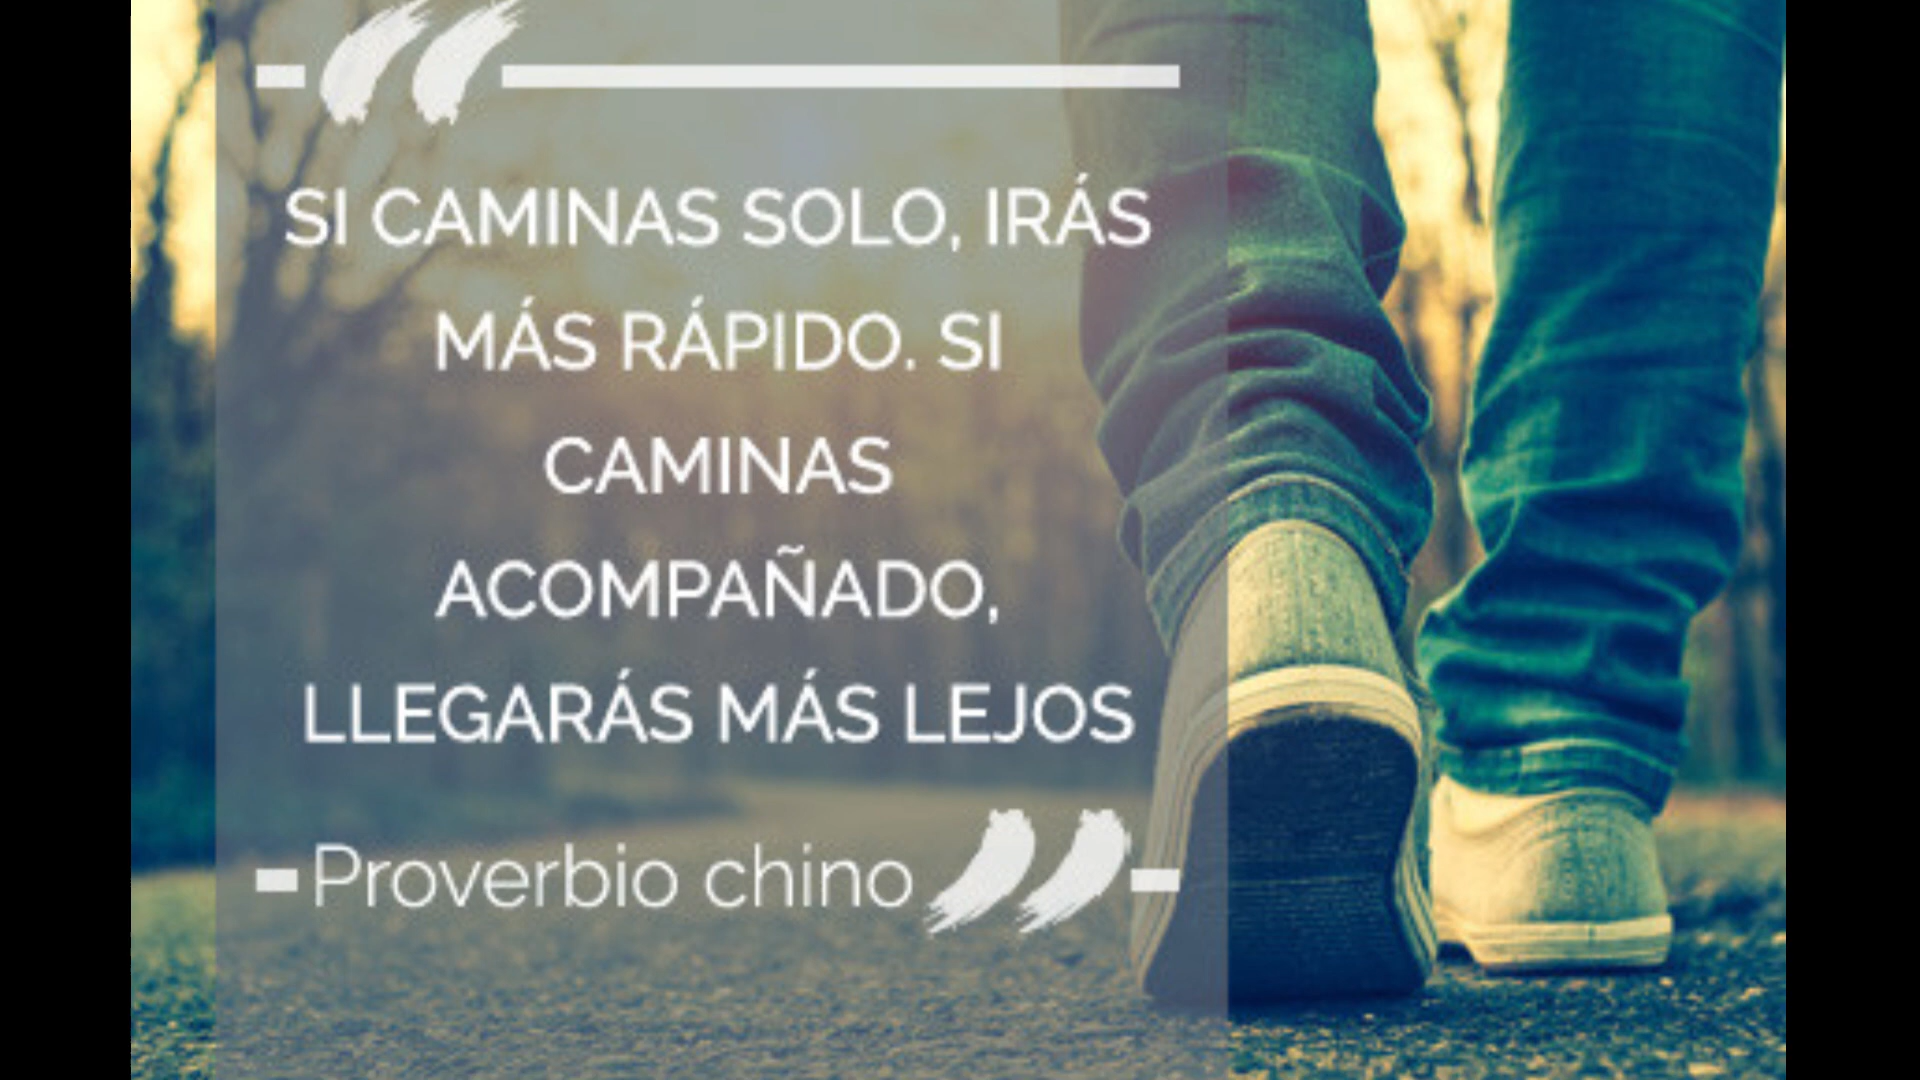 SI CAMINAS SOLO, IRÁS
MÁS RÁPIDO. SI
CAMINAS
ACOMPAÑADO,
LLEGARÁS MÁS LEJOS
Proverbio chino